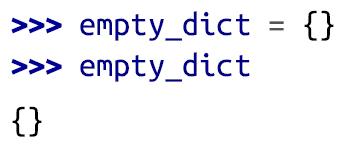 >>> empty_dict = {}
>>> empty_dict
{}